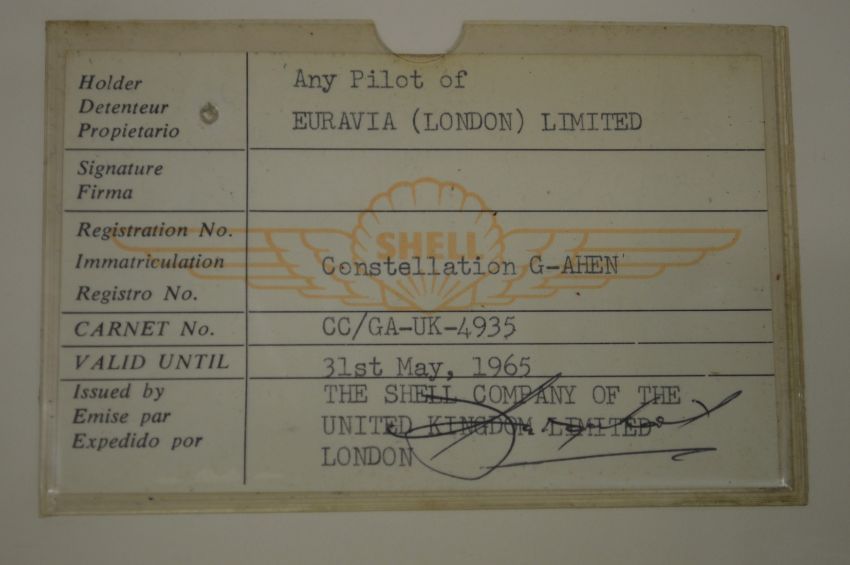 Holder
Detenteur
Propietario
Any Pilot of
EURAVIA (LONDON) LIMITED
Signature
Firma
Registration No.
Immatriculation
Registro No.
SHELL
Constellation G-AHEN
CARNET No.
CC/GA-UK-4935
VALID UNTIL
31st May, 1965
Issued by
Emise par
Expedido por
THE SHELL COMPANY OF THE
UNITED KINGDOM LIMITED
LONDON